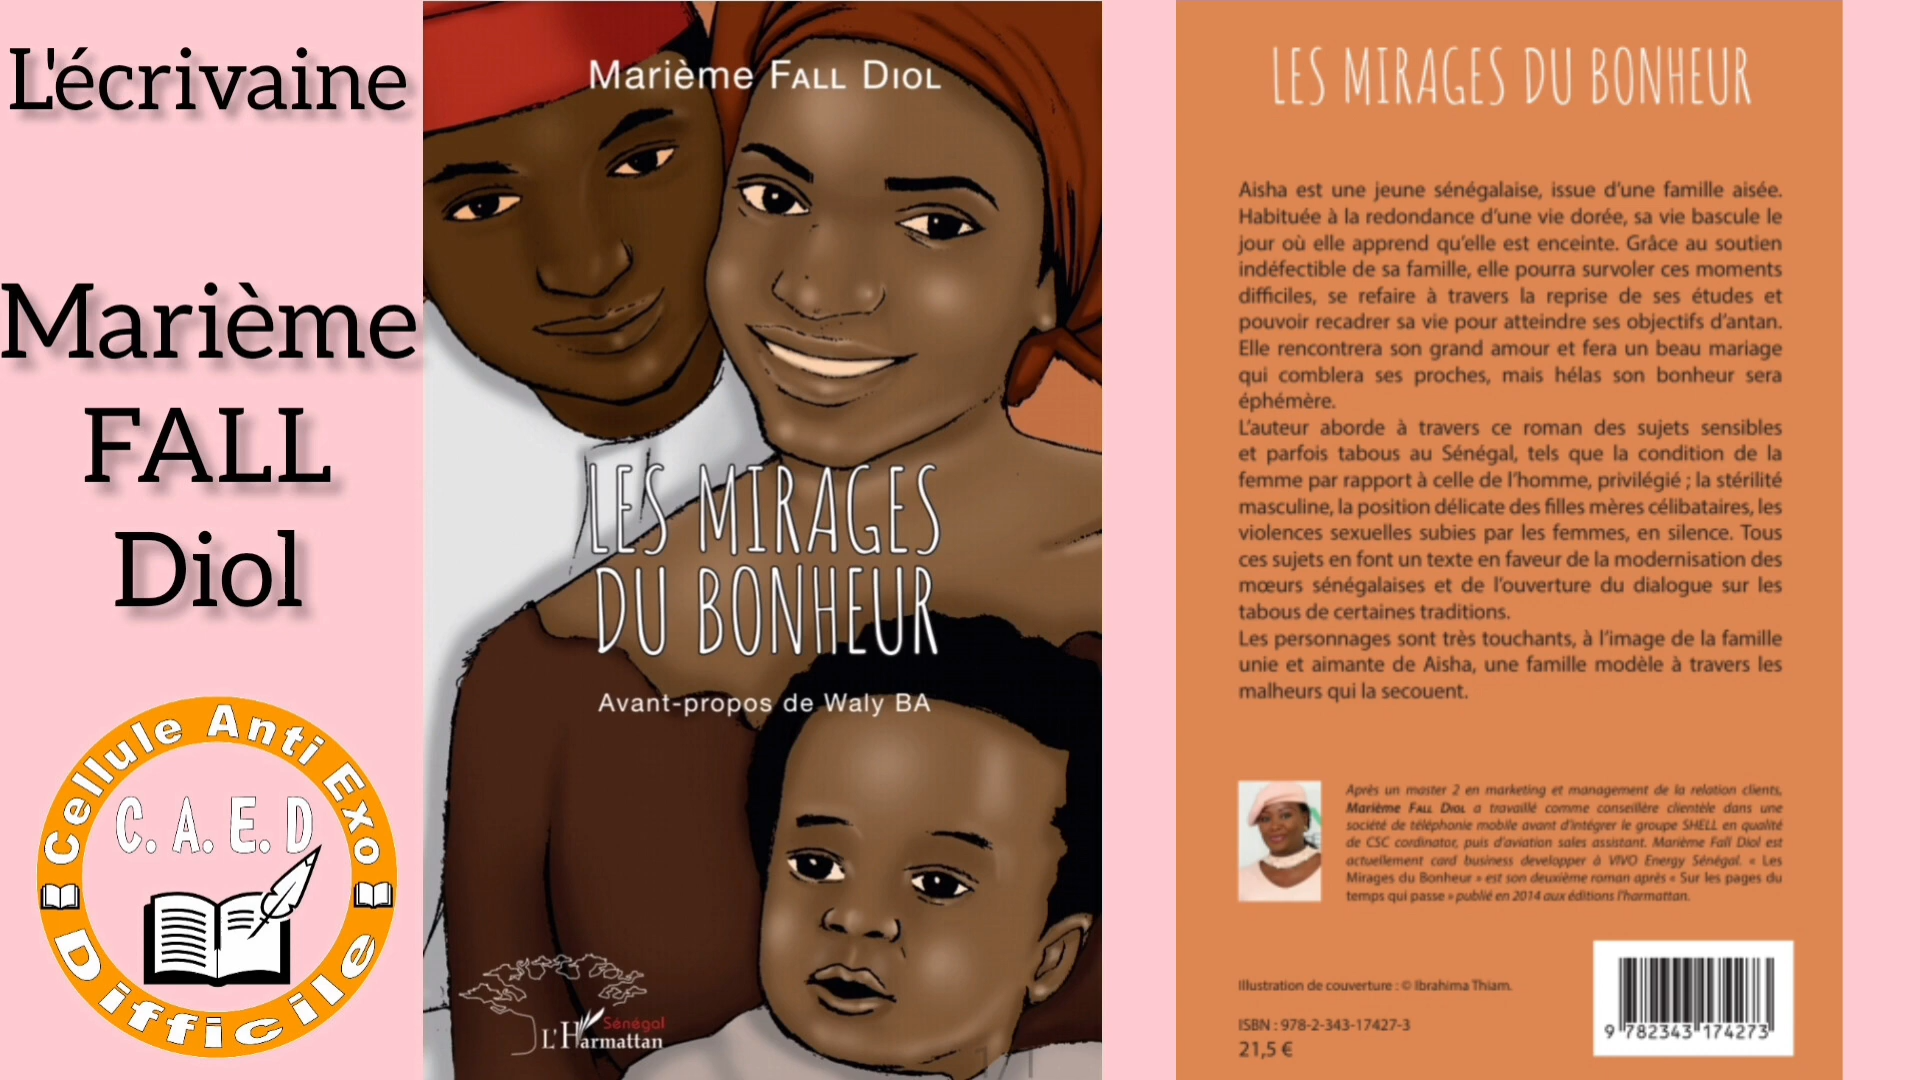 L'écrivaine
Marième
FALL
Diol
Cellule Anti Exo
C. A. E. D
Difficile
Marième FALL DIOL
LES MIRAGES
DU BONHEUR
Avant-propos de Waly BA
Sénégal
L'Harmattan
LES MIRAGES DU BONHEUR
Aisha est une jeune sénégalaise, issue d'une famille aisée.
Habituée à la redondance d'une vie dorée, sa vie bascule le
jour où elle apprend qu'elle est enceinte. Grâce au soutien
indéfectible de sa famille, elle pourra survoler ces moments
difficiles, se refaire à travers la reprise de ses études et
pouvoir recadrer sa vie pour atteindre ses objectifs d'antan.
Elle rencontrera son grand amour et fera un beau mariage
qui comblera ses proches, mais hélas son bonheur sera
éphémère.
L'auteur aborde à travers ce roman des sujets sensibles
et parfois tabous au Sénégal, tels que la condition de la
femme par rapport à celle de l'homme, privilégié ; la stérilité
masculine, la position délicate des filles mères célibataires, les
violences sexuelles subies par les femmes, en silence. Tous
ces sujets en font un texte en faveur de la modernisation des
mœurs sénégalaises et de l'ouverture du dialogue sur les
tabous de certaines traditions.
Les personnages sont très touchants, à l'image de la famille
unie et aimante de Aisha, une famille modèle à travers les
malheurs qui la secouent.
Après un master 2 en marketing et management de la relation clients,
Marième FALL DIOL a travaillé comme conseillère clientèle dans une
société de téléphonie mobile avant d'intégrer le groupe SHELL en qualité
de CSC cordinator, puis d'aviation sales assistant. Marième Fall Diol est
actuellement card business developper à VIVO Energy Sénégal. « Les
Mirages du Bonheur » est son deuxième roman après « Sur les pages du
temps qui passe » publié en 2014 aux éditions l'harmattan.
Illustration de couverture : © Ibrahima Thiam.
ISBN : 978-2-343-17427-3
21,5 €
9 782343 174273